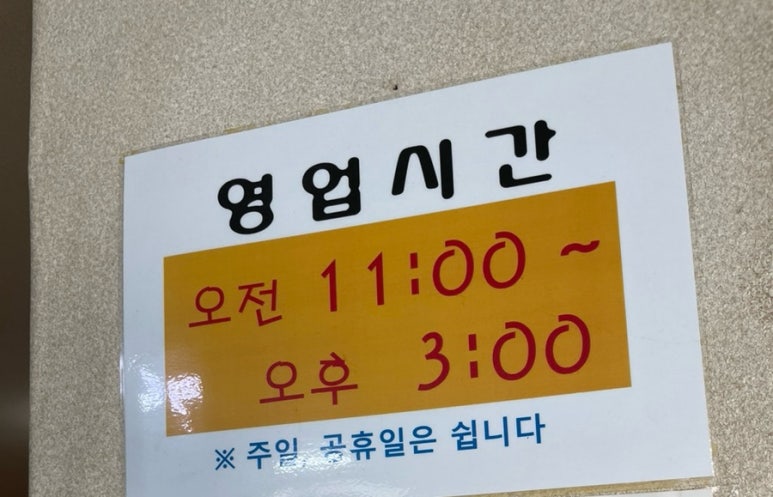 영업시간
오전 11:00 ~
오후 3:00
※ 주일, 공휴일은 쉽니다